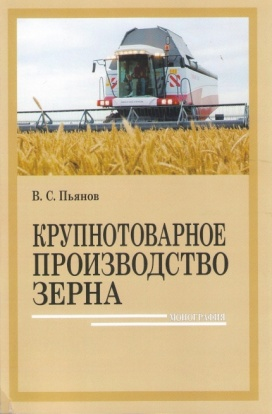 В. С. Пьянов
КРУПНОТОВАРНОЕ
ПРОИЗВОДСТВО
ЗЕРНА
МОНОГРАФИЯ